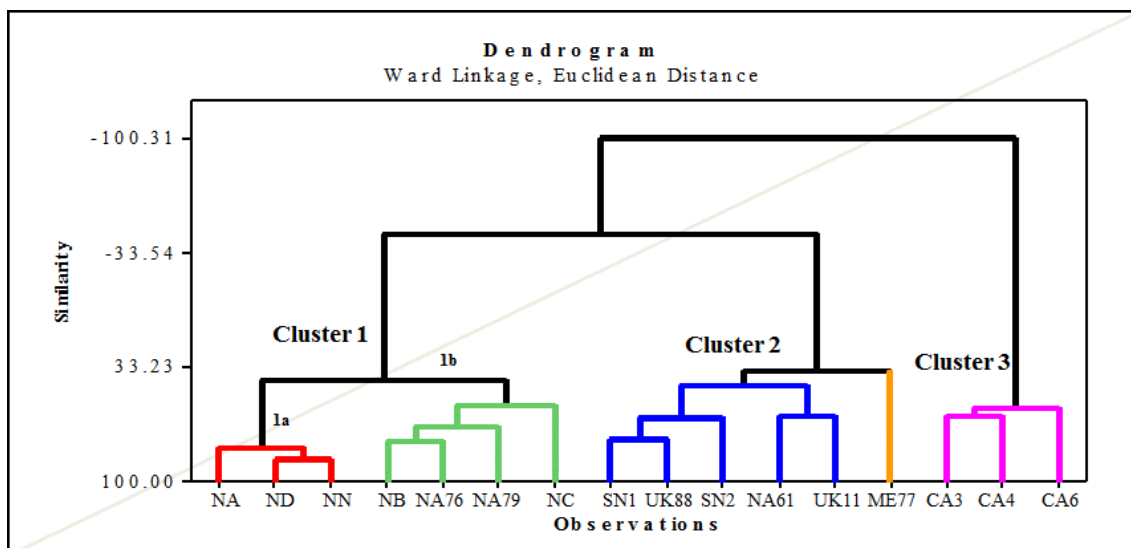 Dendrogram
Ward Linkage, Euclidean Distance
-100.31
-33.54
33.23
100.00
Similarity
Cluster 1
1a
1b
Cluster 2
Cluster 3
NA ND NN NB NA76 NA79 NC SN1 UK88 SN2 NA61 UK11 ME77 CA3 CA4 CA6
Observations